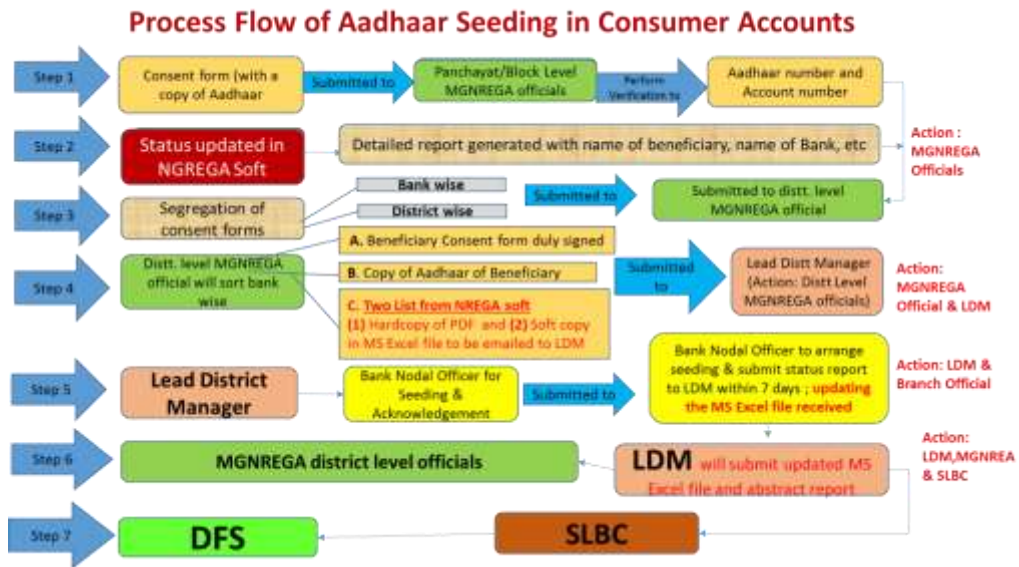 Process Flow of Aadhaar Seeding in Consumer Accounts
Step 1
Consent form (with a
copy of Aadhaar
Submitted to
Panchayat/Block Level
MGNREGA officials
Perform
Verification to
Aadhaar number and
Account number
Step 2
Status updated in
NGREGA Soft
Detailed report generated with name of beneficiary, name of Bank, etc
Action :
MGNREGA
Officials
Step 3
Segregation of
consent forms
Bank wise
District wise
Submitted to
Submitted to distt. level
MGNREGA official
Step 4
Distt. level MGNREGA
official will sort bank
wise
A. Beneficiary Consent form duly signed
B. Copy of Aadhaar of Beneficiary
C. Two List from NREGA soft
(1) Hardcopy of PDF and (2) Soft copy
in MS Excel file to be emailed to LDM
Submitted
to
Lead Distt Manager
(Action: Distt Level
MGNREGA officials)
Action:
MGNREGA
Official & LDM
Step 5
Lead District
Manager
Bank Nodal Officer for
Seeding &
Acknowledgement
Submitted to
Bank Nodal Officer to arrange
seeding & submit status report
to LDM within 7 days ; updating
the MS Excel file received
Action: LDM &
Branch Official
Step 6
MGNREGA district level officials
LDM will submit updated MS
Excel file and abstract report
Action:
LDM,MGNREA
& SLBC
Step 7
DFS
SLBC